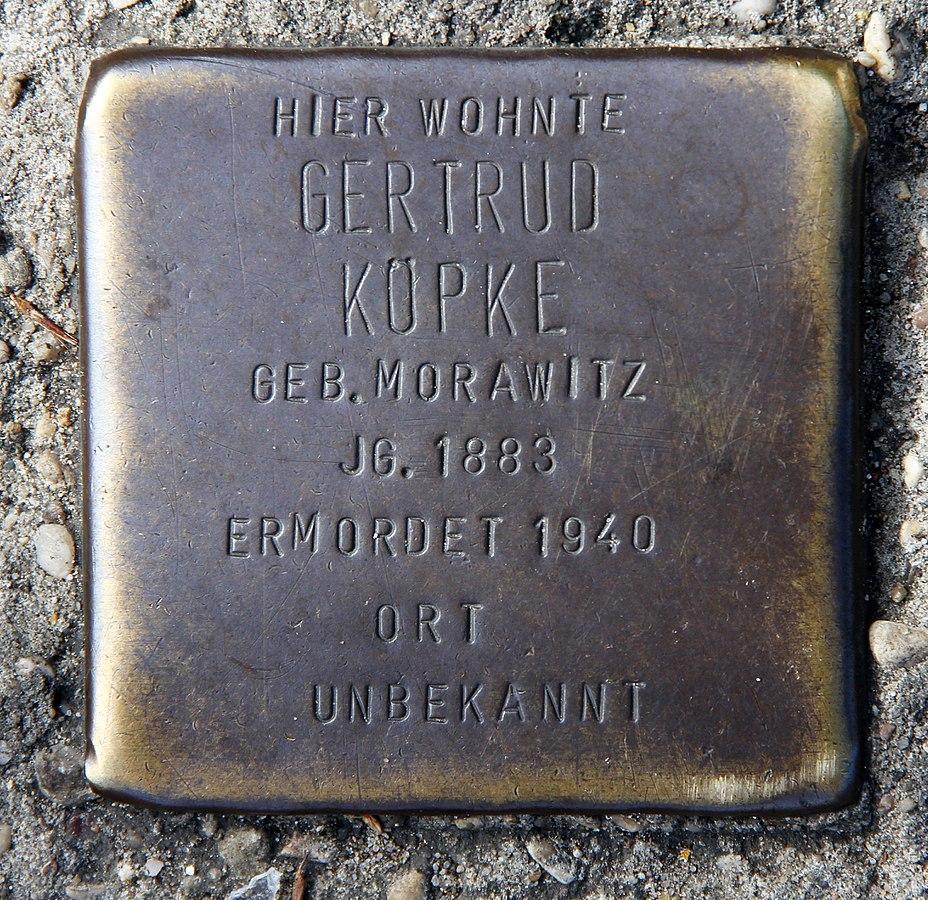 HIER WOHNTE
GERTRUD
KÖPKE
GEB. MORAWITZ
JG. 1883
ERMORDET 1940
ORT
UNBEKANNT